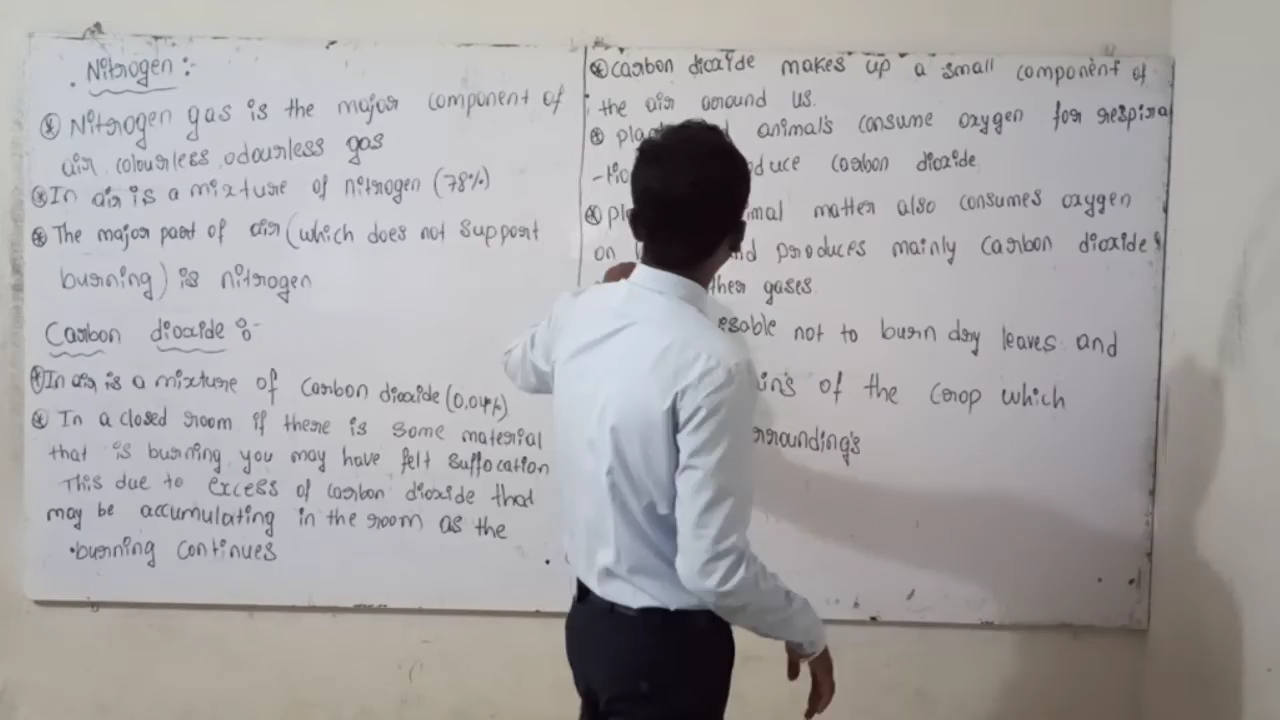 Nitrogen :-
Nitrogen gas is the major component of
air, colourless, odourless gas
In air is a mixture of nitrogen (78%)
The major part of air (which does not support
burning) is nitrogen
Carbon dioxide :-
In air is a mixture of Carbon dioxide (0.04%)
In a closed room if there is some material
that is burning you may have felt suffocation
This due to excess of carbon dioxide that
may be accumulating in the room as the
burning continues
carbon dioxide makes up a small component of
the air around us.
animal's consume oxygen for respira
carbon dioxide
matter also consumes oxygen
on produces mainly carbon dioxide &
gases.
not to burn dry leaves and
of the crop which